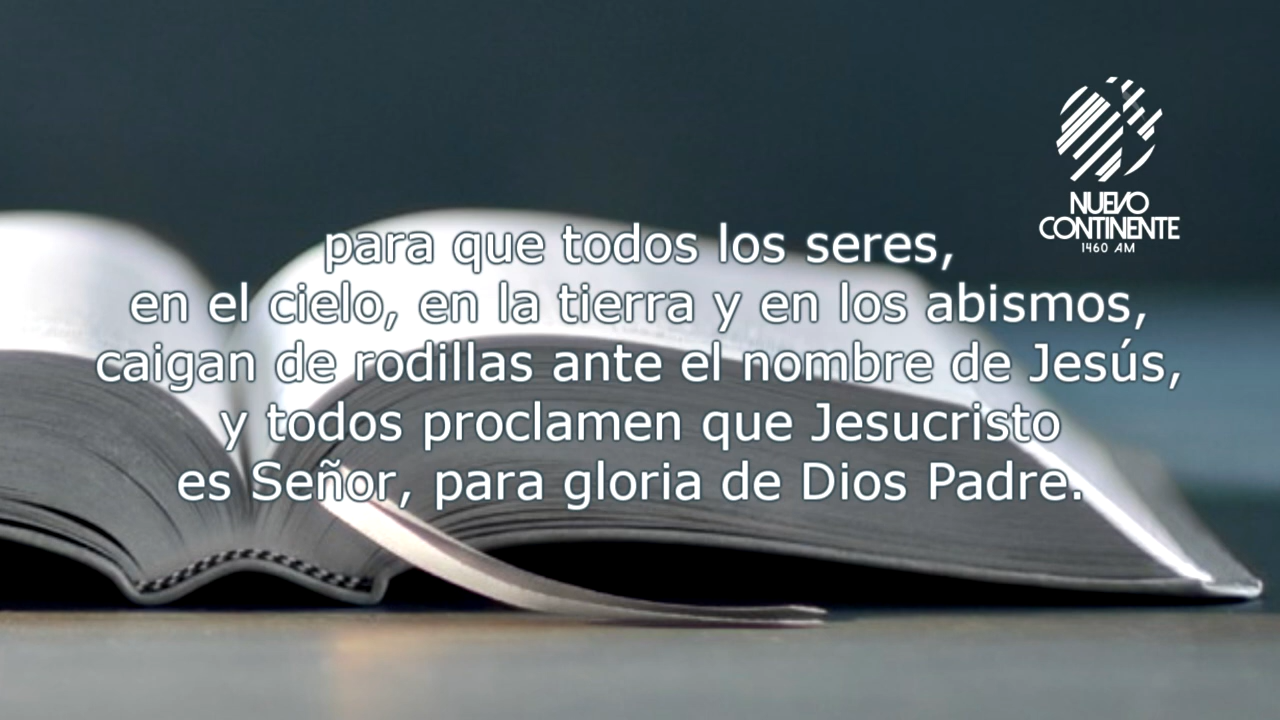 NUEVO
CONTINENTE
1460 AM
para que todos los seres,
en el cielo, en la tierra y en los abismos,
caigan de rodillas ante el nombre de Jesús,
y todos proclamen que Jesucristo
es Señor, para gloria de Dios Padre.